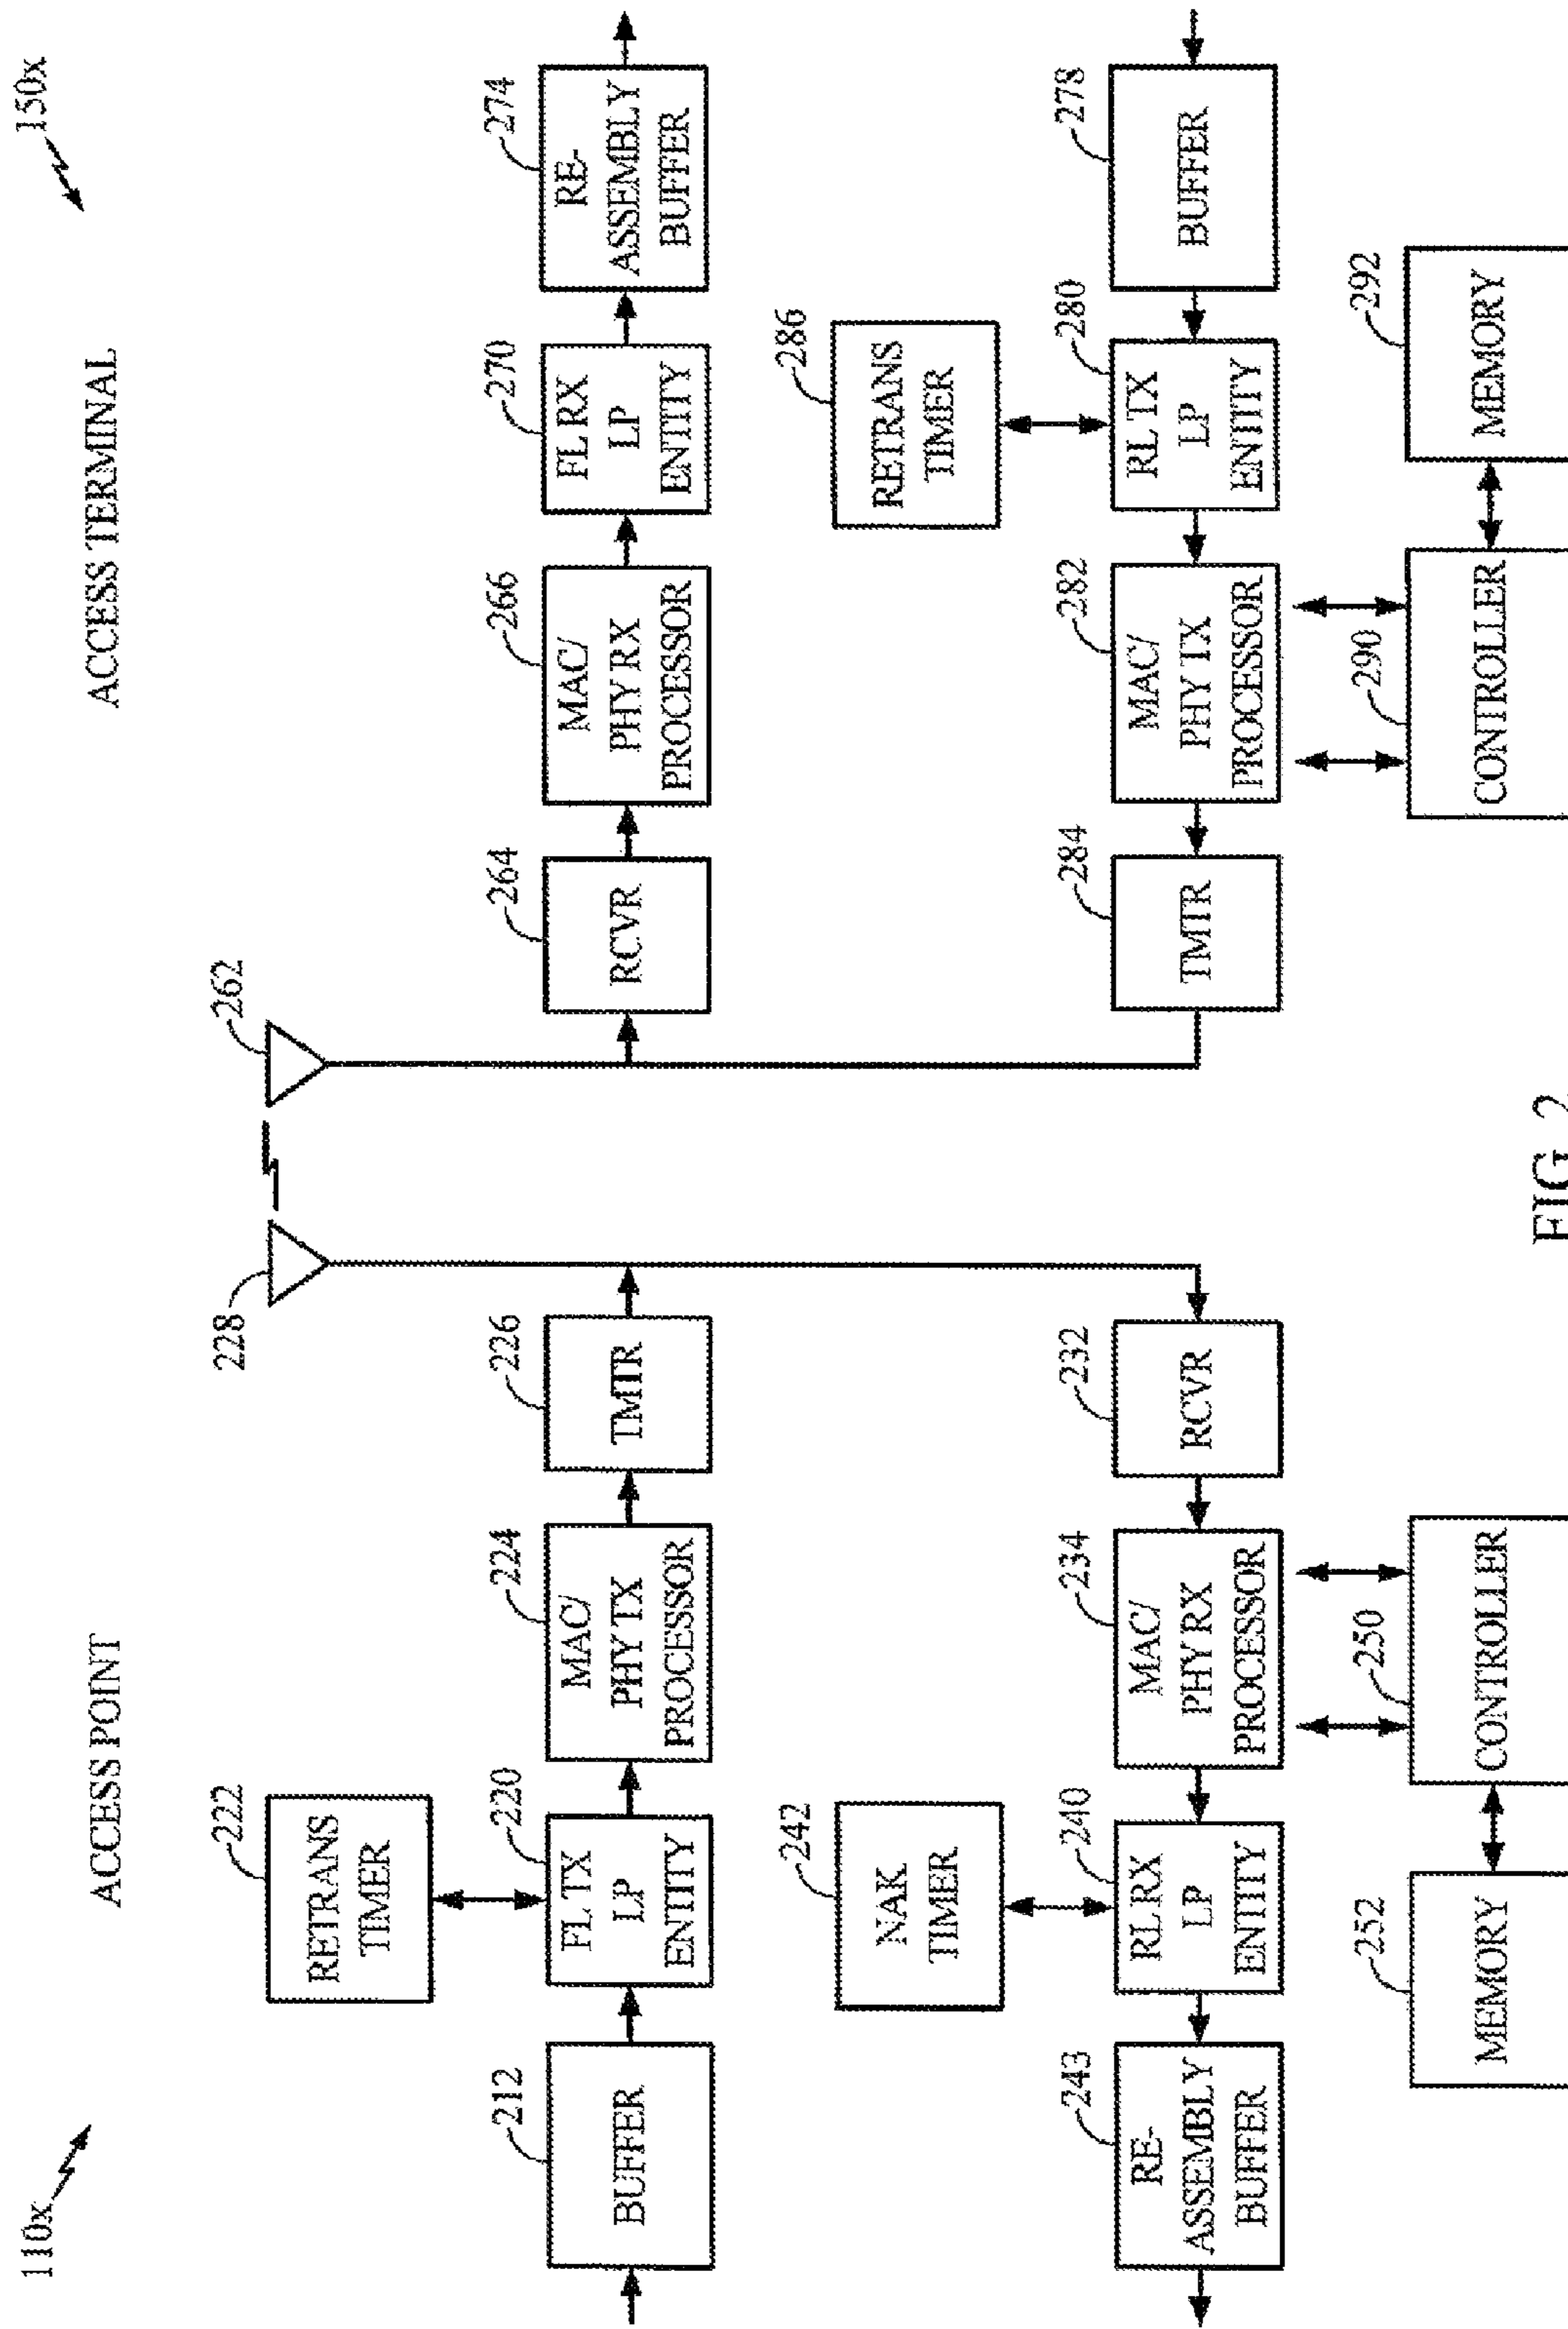 110x
ACCESS POINT
ACCESS TERMINAL
150x
228
262
222
RETRANS
TIMER
212
BUFFER
220
FL TX
LP
ENTITY
224
MAC/
PHY TX
PROCESSOR
226
TMTR
264
RCVR
266
MAC/
PHY RX
PROCESSOR
270
FL RX
LP
ENTITY
274
RE-
ASSEMBLY
BUFFER
242
NAK
TIMER
286
RETRANS
TIMER
243
RE-
ASSEMBLY
BUFFER
240
RL RX
LP
ENTITY
234
MAC/
PHY RX
PROCESSOR
232
RCVR
284
TMTR
282
MAC/
PHY TX
PROCESSOR
280
RL TX
LP
ENTITY
278
BUFFER
252
MEMORY
250
CONTROLLER
290
CONTROLLER
292
MEMORY
FIG. 2